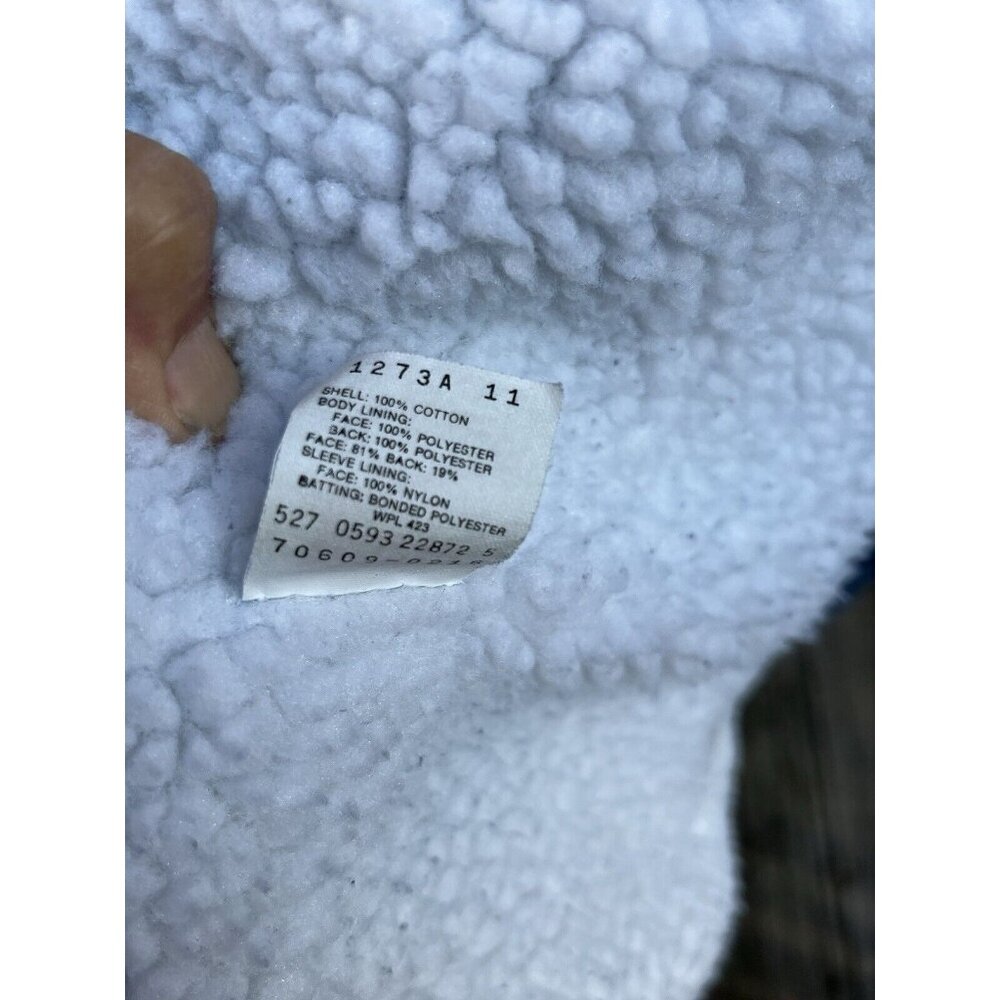 1273A 11
SHELL: 100% COTTON
BODY LINING:
FACE: 100% POLYESTER
BACK: 100% POLYESTER
FACE: 81% BACK: 19%
SLEEVE LINING:
FACE: 100% NYLON
BATTING: BONDED POLYESTER
WPL 423
527 0593 22872 5